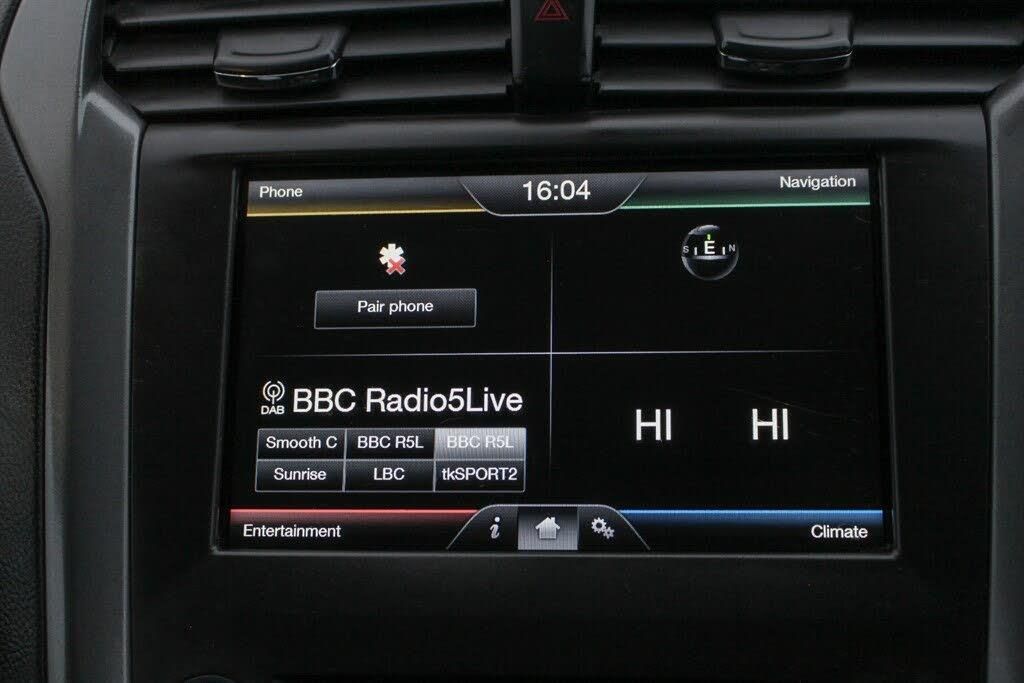 Phone
16:04
Navigation
Pair phone
S E N
DAB
BBC Radio5Live
Smooth C BBC R5L BBC R5L
Sunrise LBC tkSPORT2
HI HI
Entertainment
i
Climate